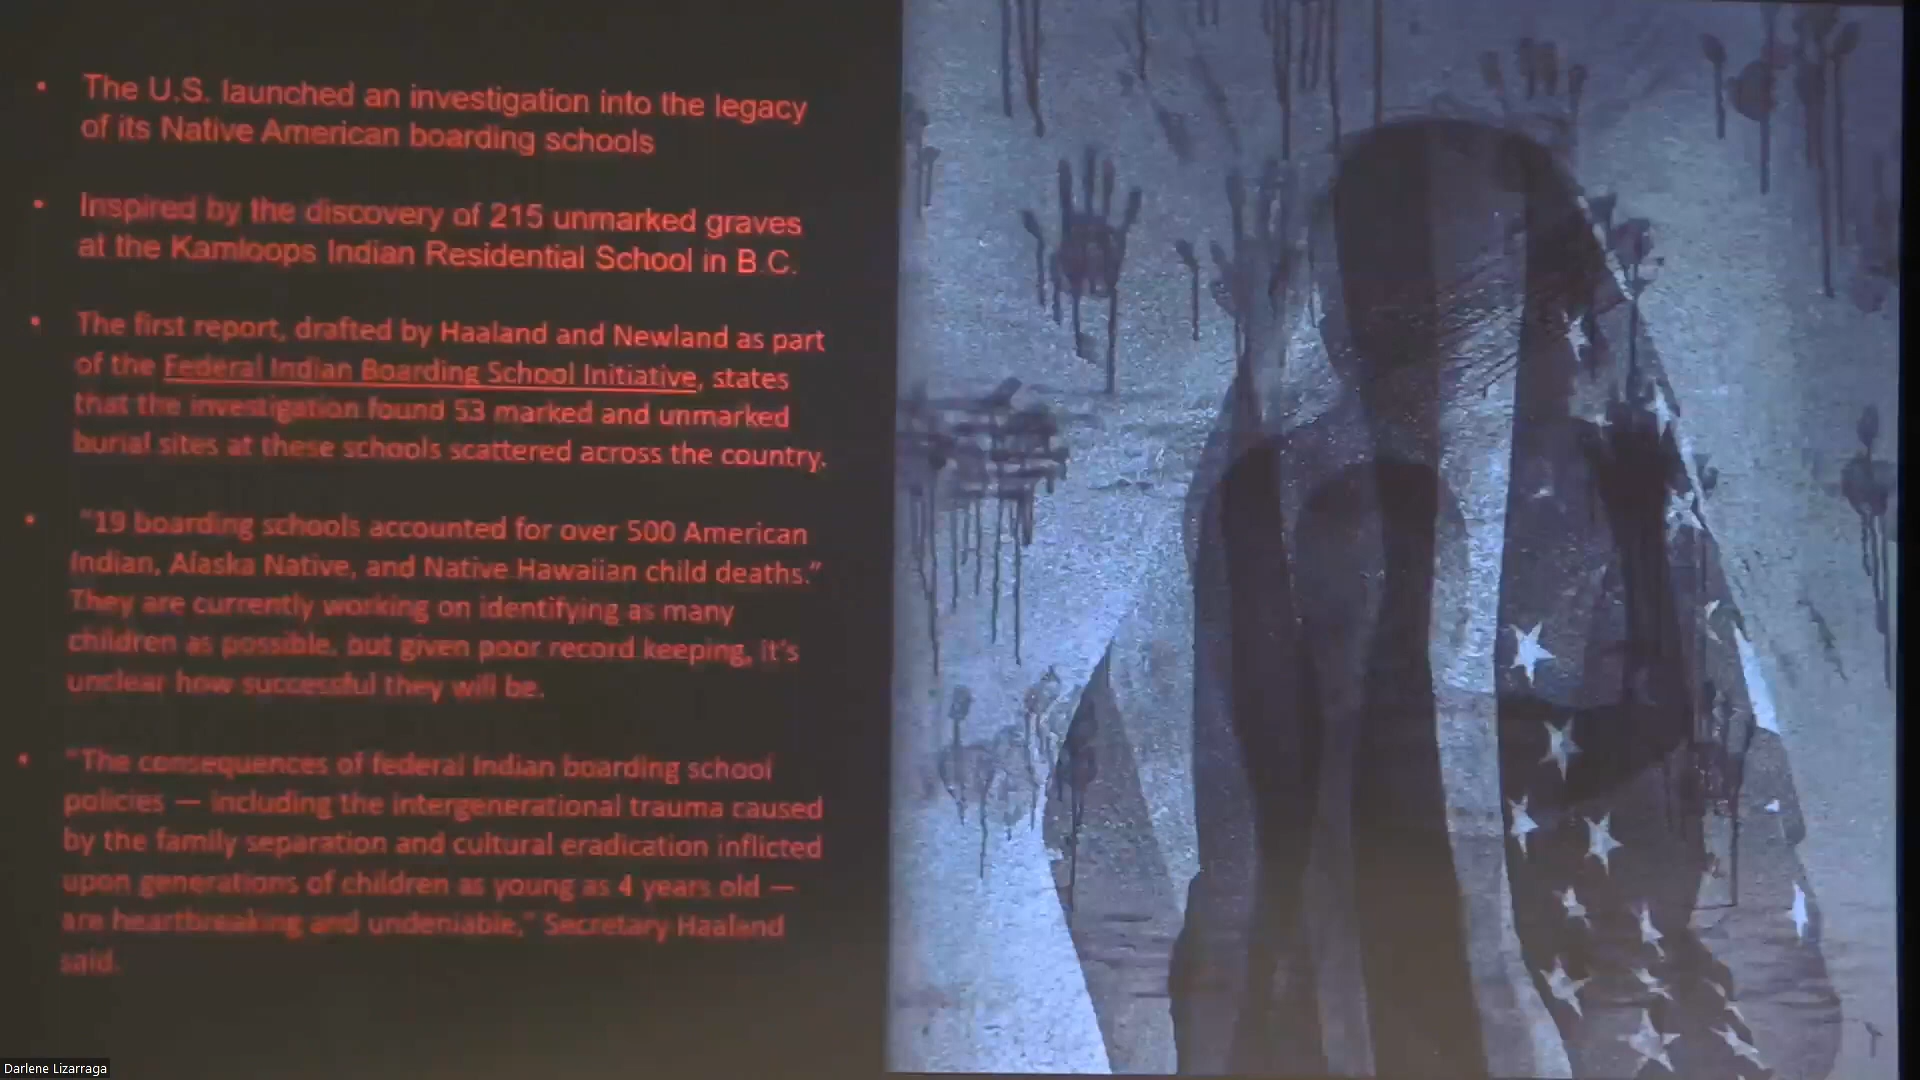 • The U.S. launched an investigation into the legacy
of its Native American boarding schools
• Inspired by the discovery of 215 unmarked graves
at the Kamloops Indian Residential School in B.C.
• The first report, drafted by Haaland and Newland as part
of the Federal Indian Boarding School Initiative, states
that the investigation found 53 marked and unmarked
burial sites at these schools scattered across the country.
• "19 boarding schools accounted for over 500 American
Indian, Alaska Native, and Native Hawaiian child deaths."
They are currently working on identifying as many
children as possible, but given poor record keeping, it's
unclear how successful they will be.
• "The consequences of federal Indian boarding school
policies — including the intergenerational trauma caused
by the family separation and cultural eradication inflicted
upon generations of children as young as 4 years old —
are heartbreaking and undeniable," Secretary Haaland
said.
Darlene Lizarraga